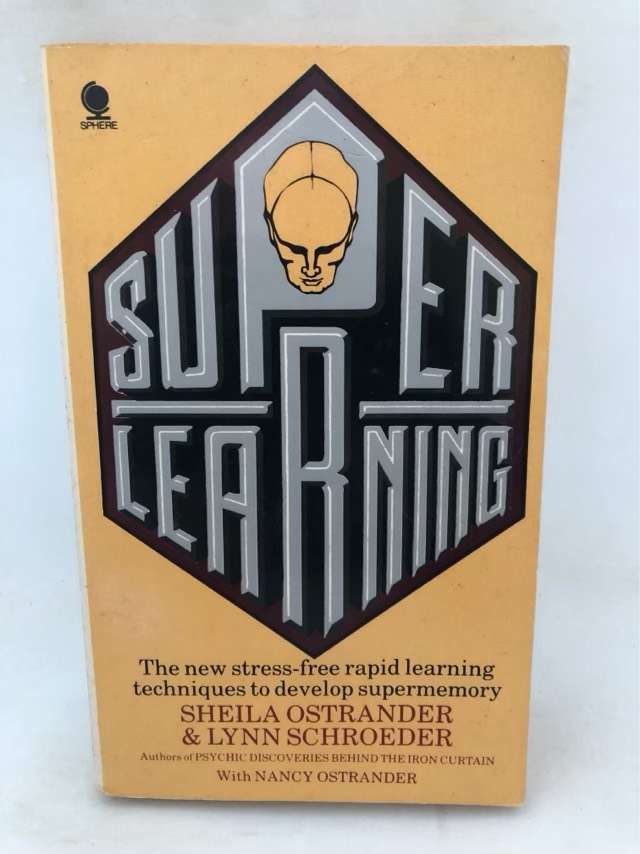 SPHERE
SUPER
LEARNING
The new stress-free rapid learning
techniques to develop supermemory
SHEILA OSTRANDER
& LYNN SCHROEDER
Authors of PSYCHIC DISCOVERIES BEHIND THE IRON CURTAIN
With NANCY OSTRANDER